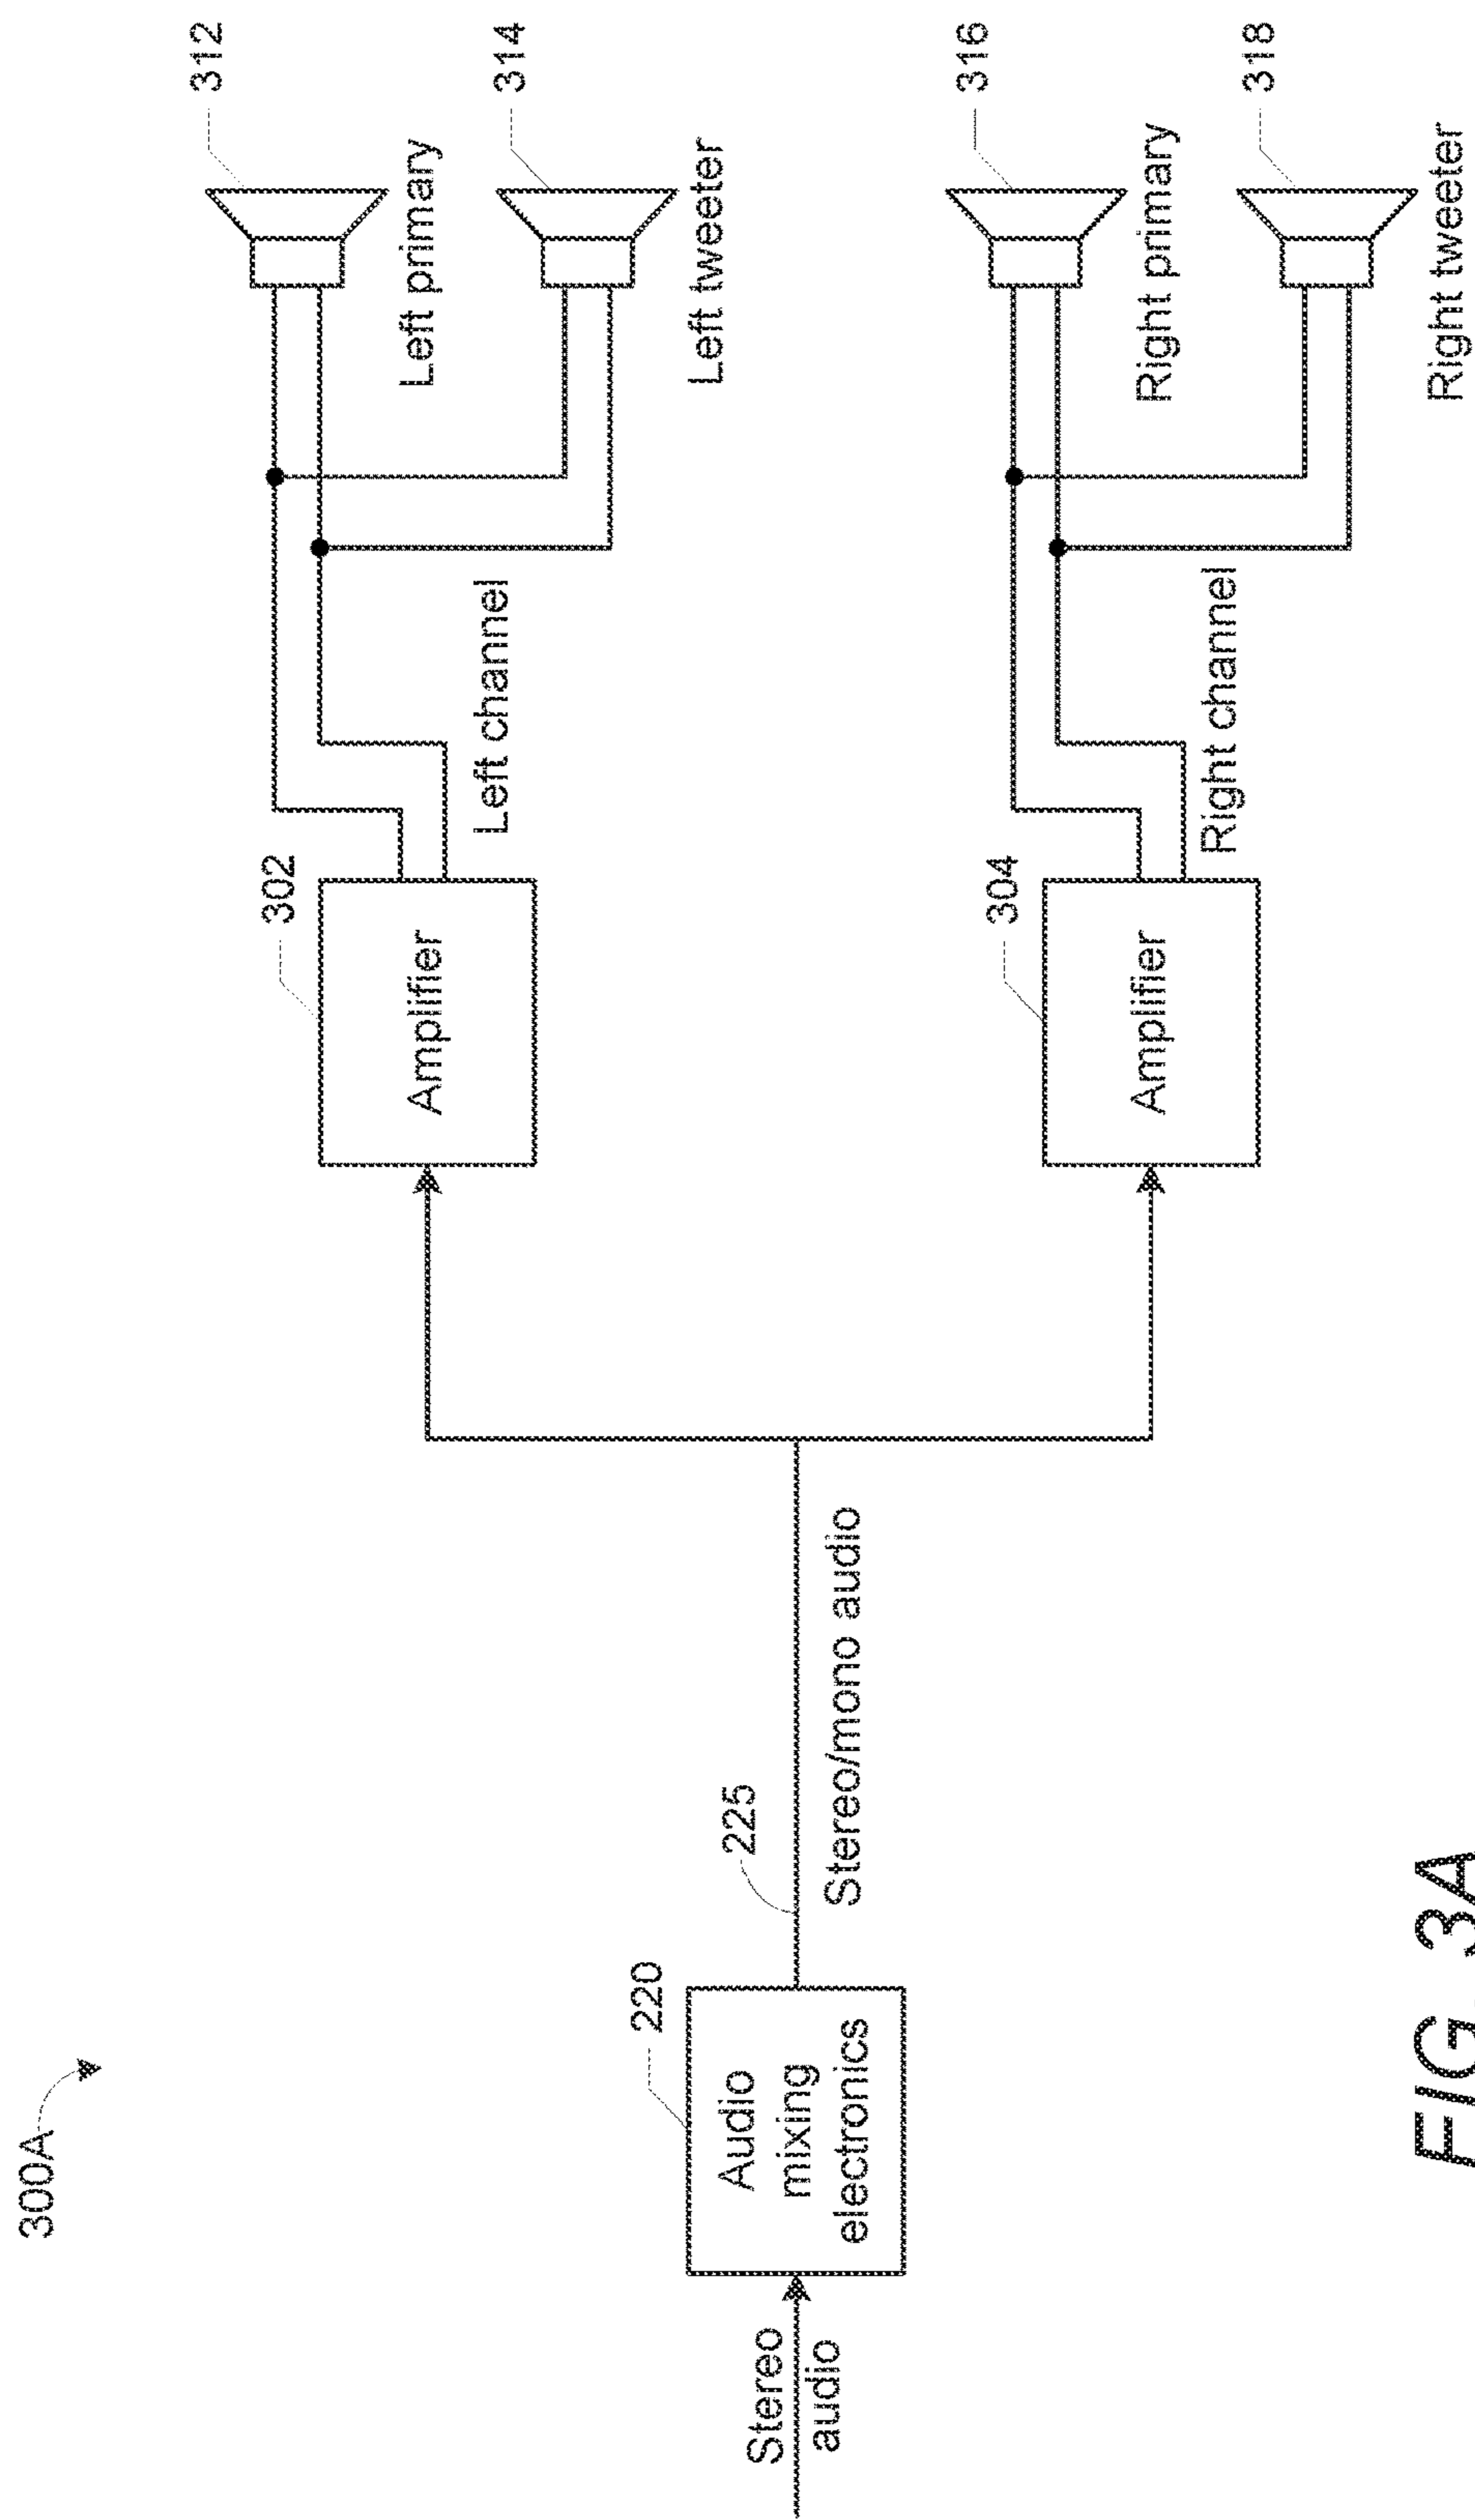 300A
Stereo
audio
Audio
mixing
electronics
220
225
Stereo/mono audio
302
Amplifier
Left channel
312
Left primary
314
Left tweeter
304
Amplifier
Right channel
316
Right primary
318
Right tweeter
FIG. 3A